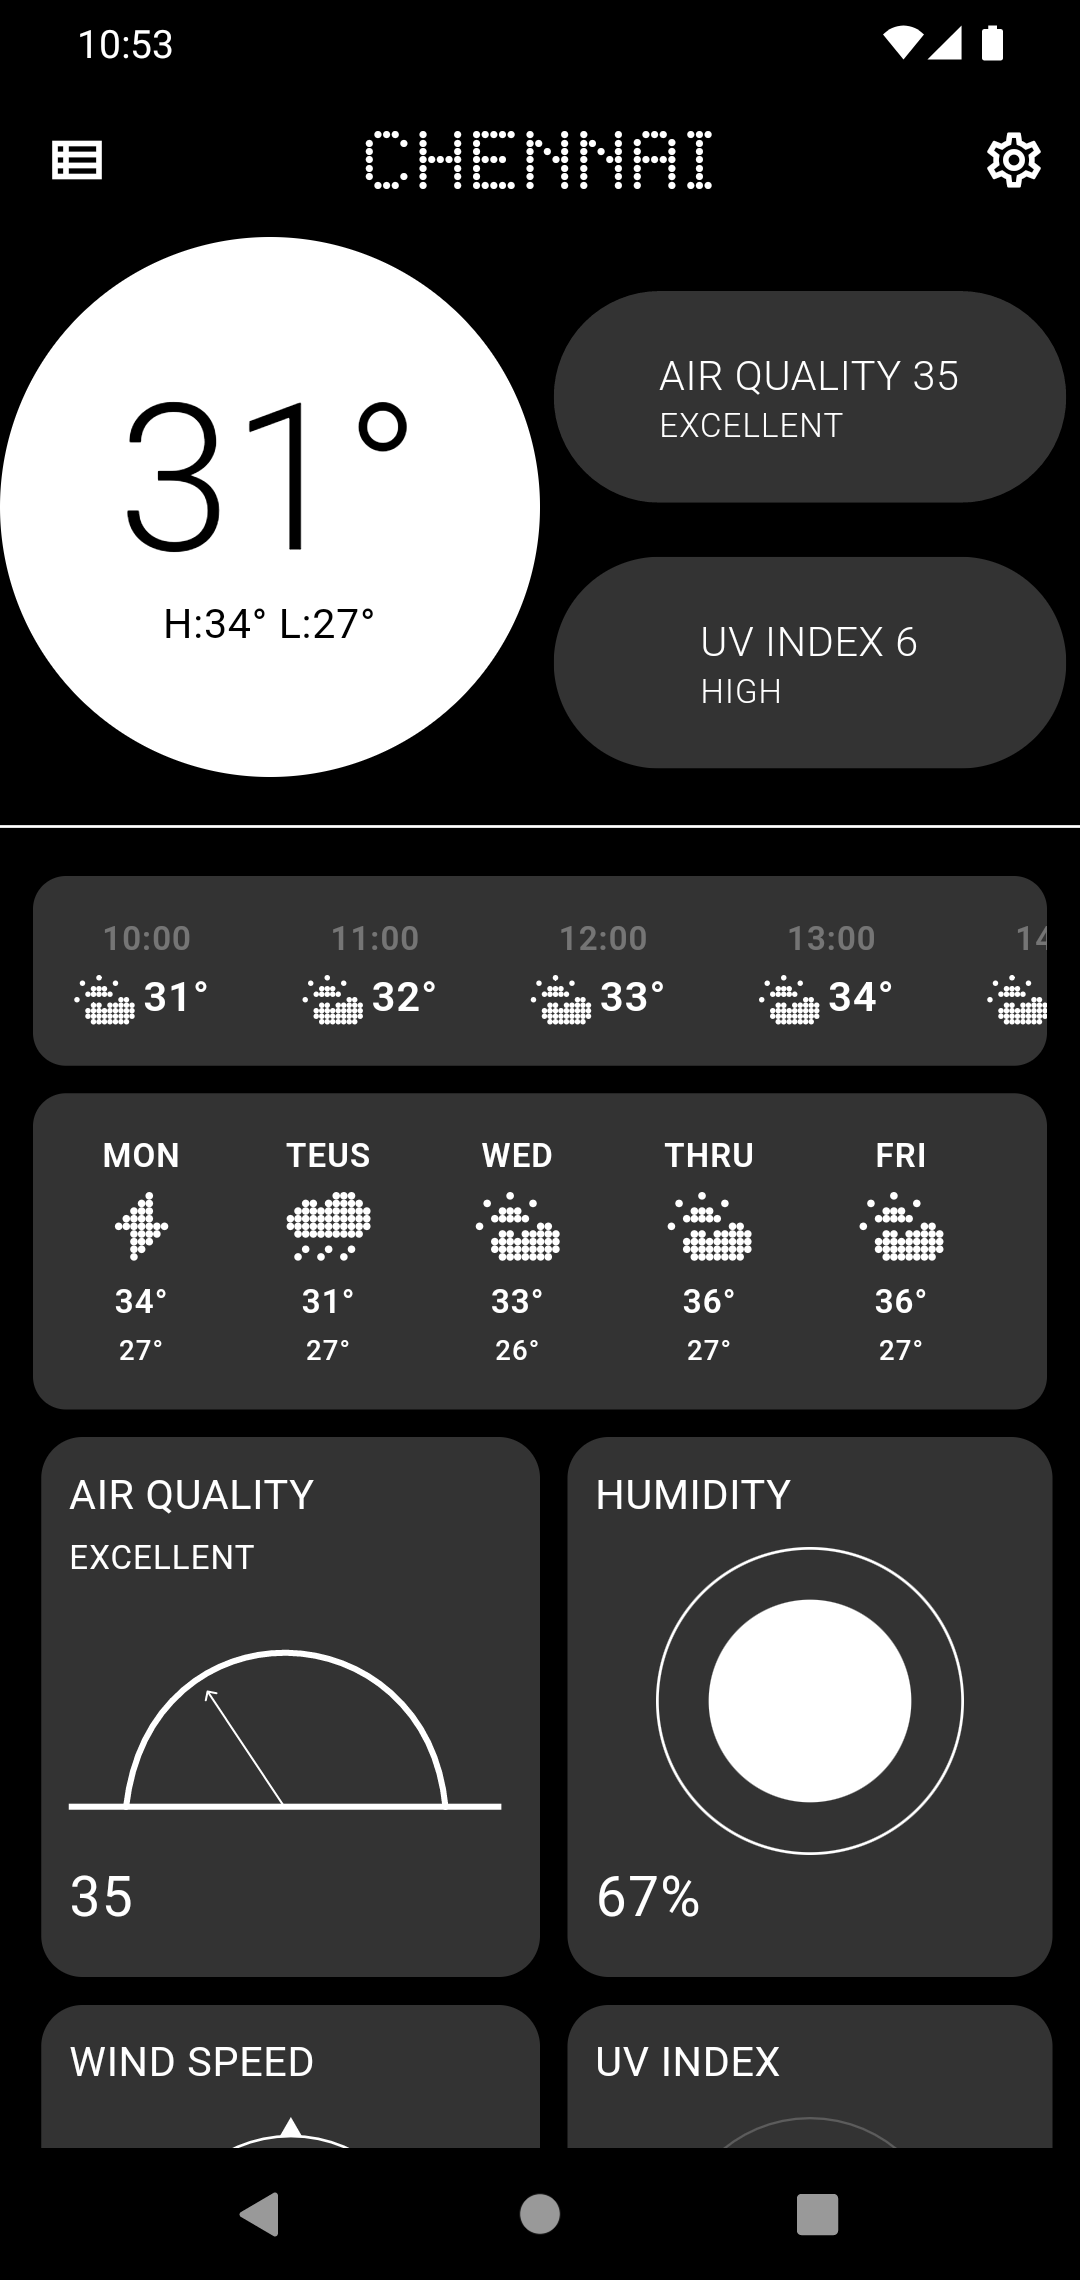 10:53
CHENNAI
31°
H:34° L:27°
AIR QUALITY 35
EXCELLENT
UV INDEX 6
HIGH
10:00 11:00 12:00 13:00 14
31° 32° 33° 34°
MON TEUS WED THRU FRI
34° 31° 33° 36° 36°
27° 27° 26° 27° 27°
AIR QUALITY
EXCELLENT
35
HUMIDITY
67%
WIND SPEED
UV INDEX